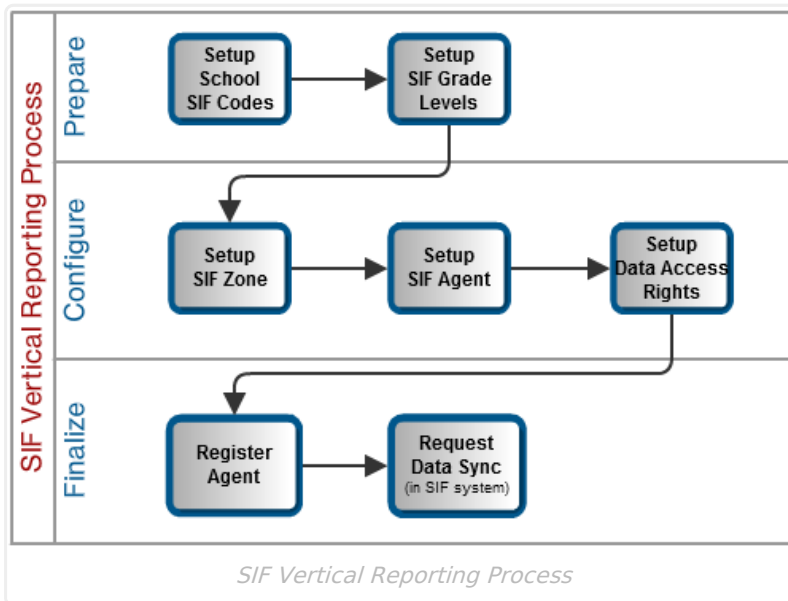 SIF Vertical Reporting Process
Prepare
Setup
School
SIF Codes
Setup
SIF Grade
Levels
Configure
Setup
SIF Zone
Setup
SIF Agent
Setup
Data Access
Rights
Finalize
Register
Agent
Request
Data Sync
(in SIF system)
SIF Vertical Reporting Process